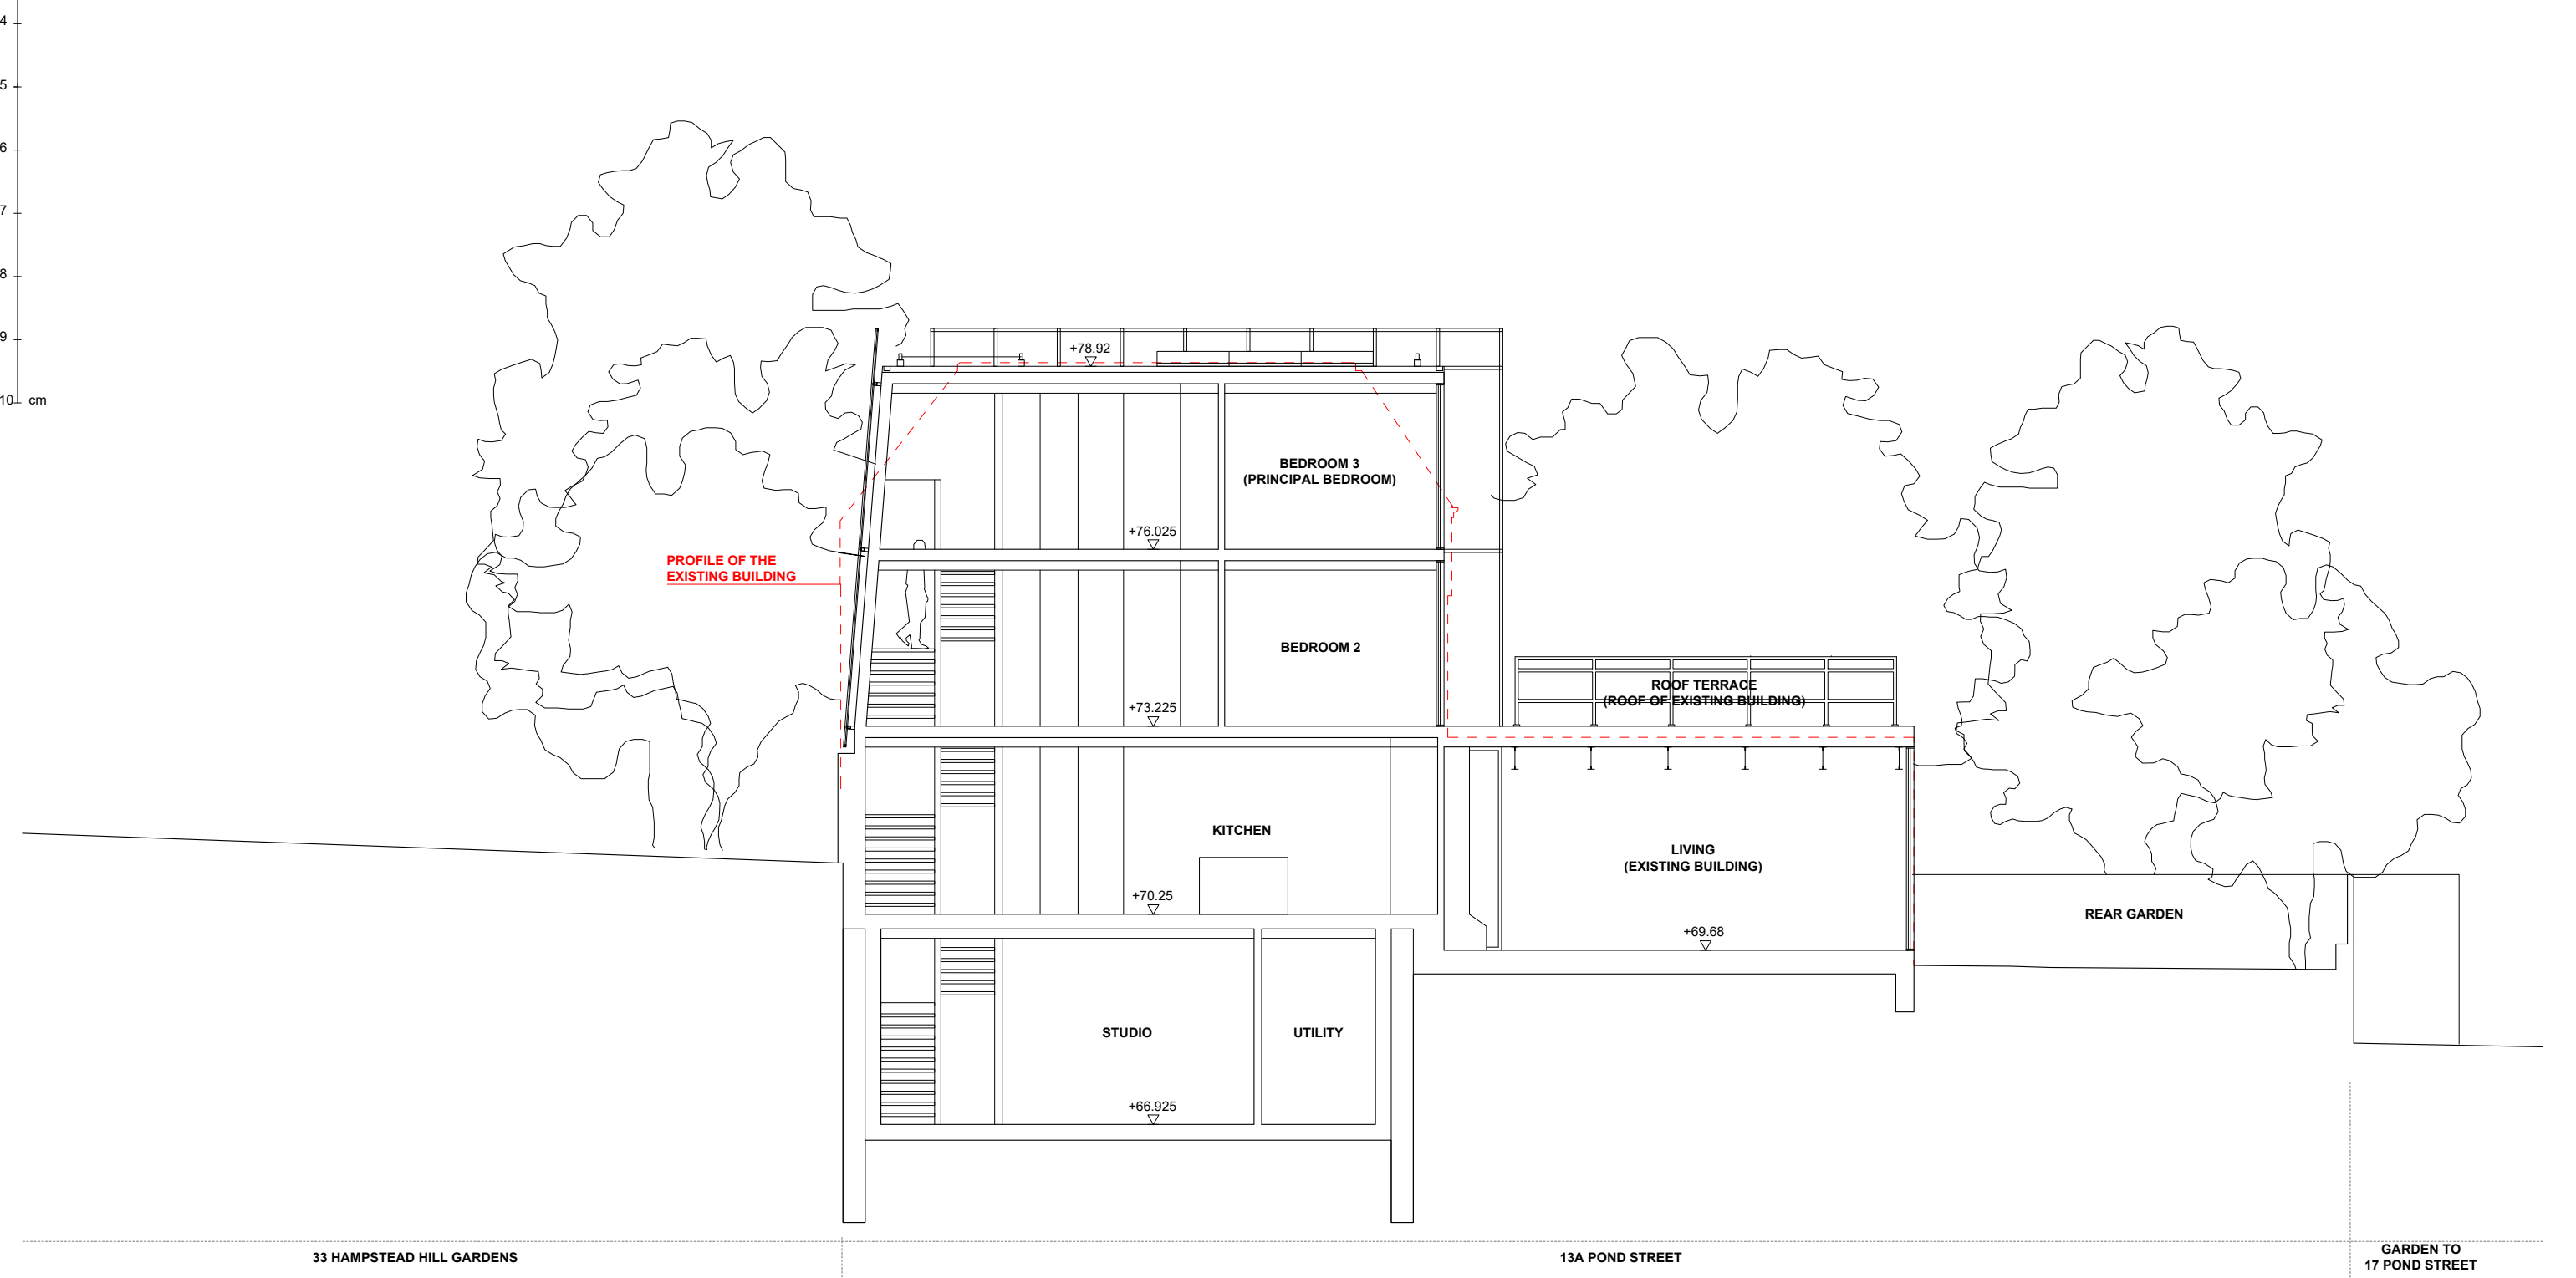 4
5
6
7
8
9
10 cm
+78.92
BEDROOM 3
(PRINCIPAL BEDROOM)
+76.025
PROFILE OF THE
EXISTING BUILDING
BEDROOM 2
ROOF TERRACE
(ROOF OF EXISTING BUILDING)
+73.225
KITCHEN
LIVING
(EXISTING BUILDING)
+70.25
REAR GARDEN
+69.68
STUDIO
UTILITY
+66.925
33 HAMPSTEAD HILL GARDENS
13A POND STREET
GARDEN TO
17 POND STREET